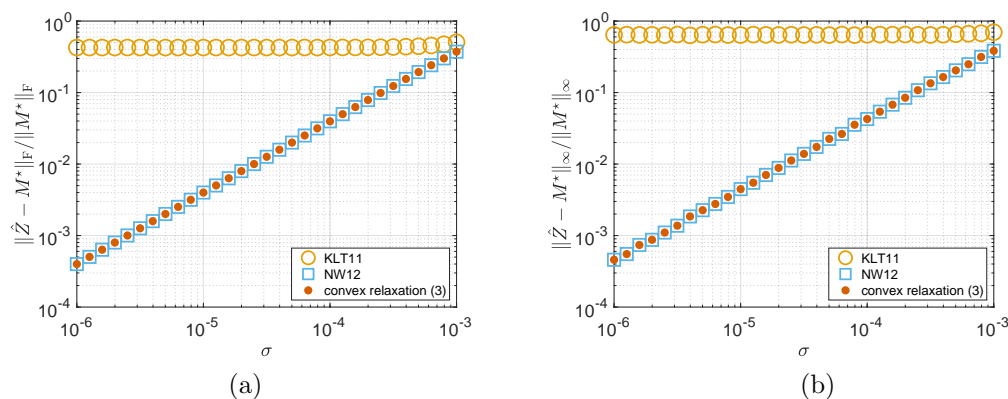 10^0
10^-1
10^-2
10^-3
10^-4
‖Ẑ − M⋆‖_F/‖M⋆‖_F
KLT11
NW12
convex relaxation (3)
10^-6 10^-5 10^-4 10^-3
σ
(a)
10^0
10^-1
10^-2
10^-3
10^-4
‖Ẑ − M⋆‖_∞/‖M⋆‖_∞
KLT11
NW12
convex relaxation (3)
10^-6 10^-5 10^-4 10^-3
σ
(b)